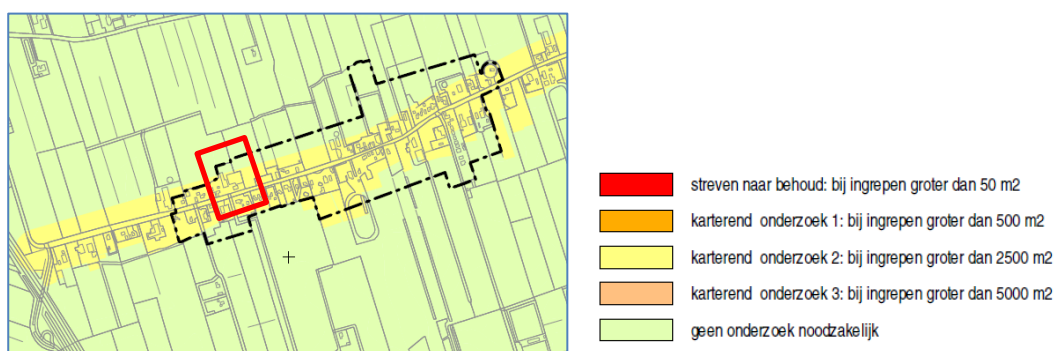 streven naar behoud: bij ingrepen groter dan 50 m2
karterend onderzoek 1: bij ingrepen groter dan 500 m2
karterend onderzoek 2: bij ingrepen groter dan 2500 m2
karterend onderzoek 3: bij ingrepen groter dan 5000 m2
geen onderzoek noodzakelijk